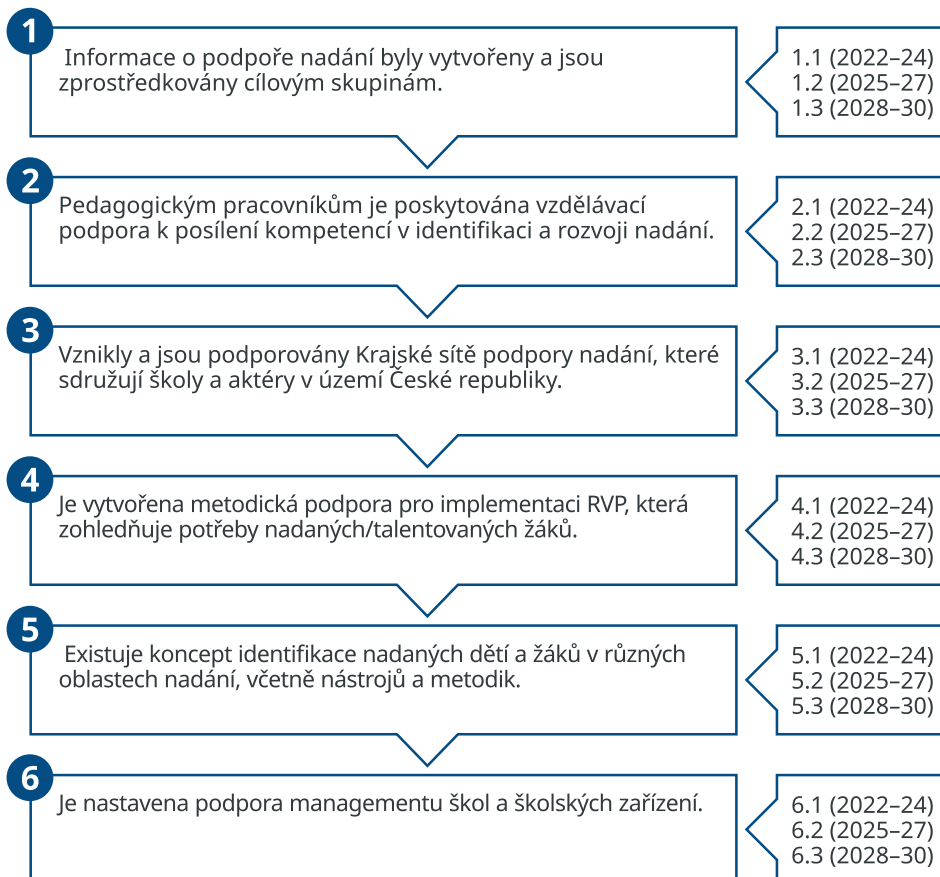 1
Informace o podpoře nadání byly vytvořeny a jsou
zprostředkovány cílovým skupinám.
1.1 (2022–24)
1.2 (2025–27)
1.3 (2028–30)
2
Pedagogickým pracovníkům je poskytována vzdělávací
podpora k posílení kompetencí v identifikaci a rozvoji nadání.
2.1 (2022–24)
2.2 (2025–27)
2.3 (2028–30)
3
Vznikly a jsou podporovány Krajské sítě podpory nadání, které
sdružují školy a aktéry v území České republiky.
3.1 (2022–24)
3.2 (2025–27)
3.3 (2028–30)
4
Je vytvořena metodická podpora pro implementaci RVP, která
zohledňuje potřeby nadaných/talentovaných žáků.
4.1 (2022–24)
4.2 (2025–27)
4.3 (2028–30)
5
Existuje koncept identifikace nadaných dětí a žáků v různých
oblastech nadání, včetně nástrojů a metodik.
5.1 (2022–24)
5.2 (2025–27)
5.3 (2028–30)
6
Je nastavena podpora managementu škol a školských zařízení.
6.1 (2022–24)
6.2 (2025–27)
6.3 (2028–30)